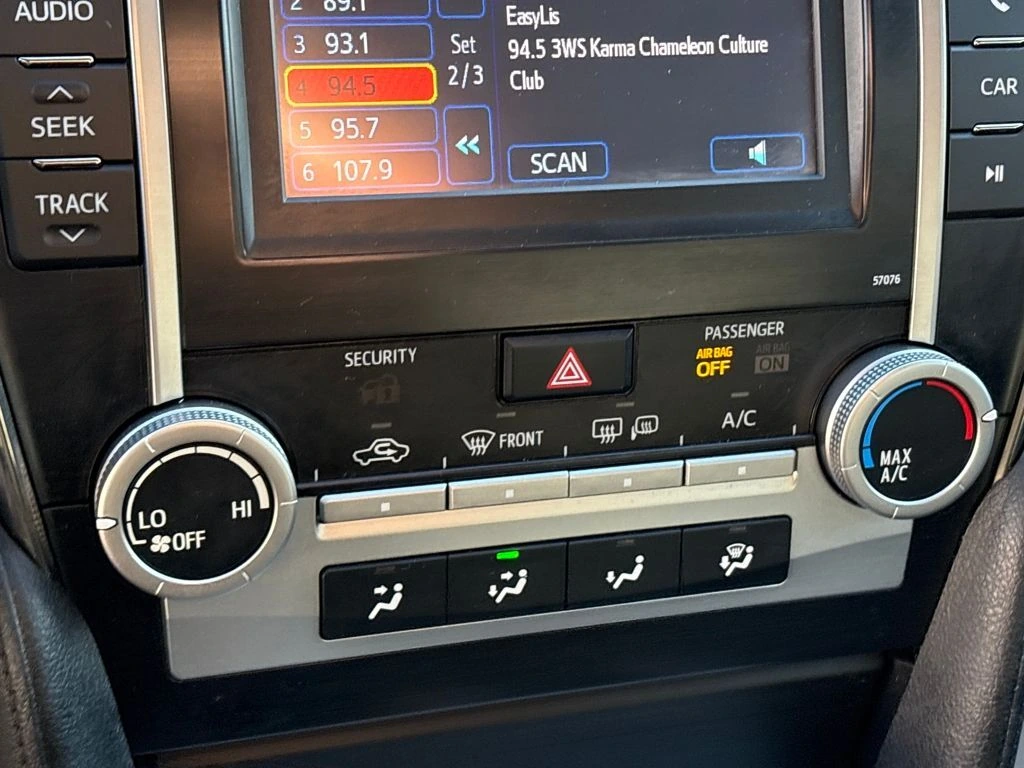 AUDIO
SEEK
TRACK
2 89.1
3 93.1
4 94.5
5 95.7
6 107.9
Set
2/3
EasyLis
94.5 3WS Karma Chameleon Culture
Club
SCAN
CAR
57076
SECURITY
PASSENGER
AIR BAG
OFF
AIR BAG
ON
FRONT
A/C
LO
HI
OFF
MAX
A/C